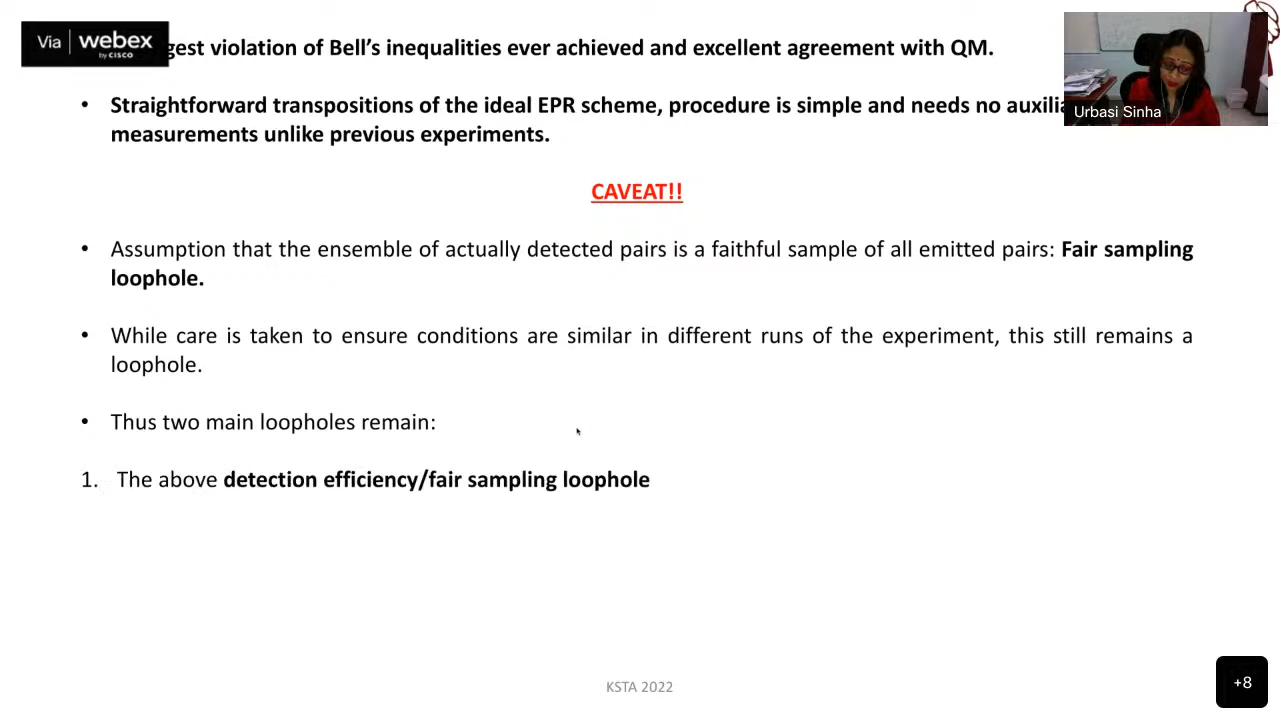 Via webex
by CISCO
gest violation of Bell's inequalities ever achieved and excellent agreement with QM.
• Straightforward transpositions of the ideal EPR scheme, procedure is simple and needs no auxilia
measurements unlike previous experiments.
Urbasi Sinha
CAVEAT!!
• Assumption that the ensemble of actually detected pairs is a faithful sample of all emitted pairs: Fair sampling
loophole.
• While care is taken to ensure conditions are similar in different runs of the experiment, this still remains a
loophole.
• Thus two main loopholes remain:
1. The above detection efficiency/fair sampling loophole
KSTA 2022
+8